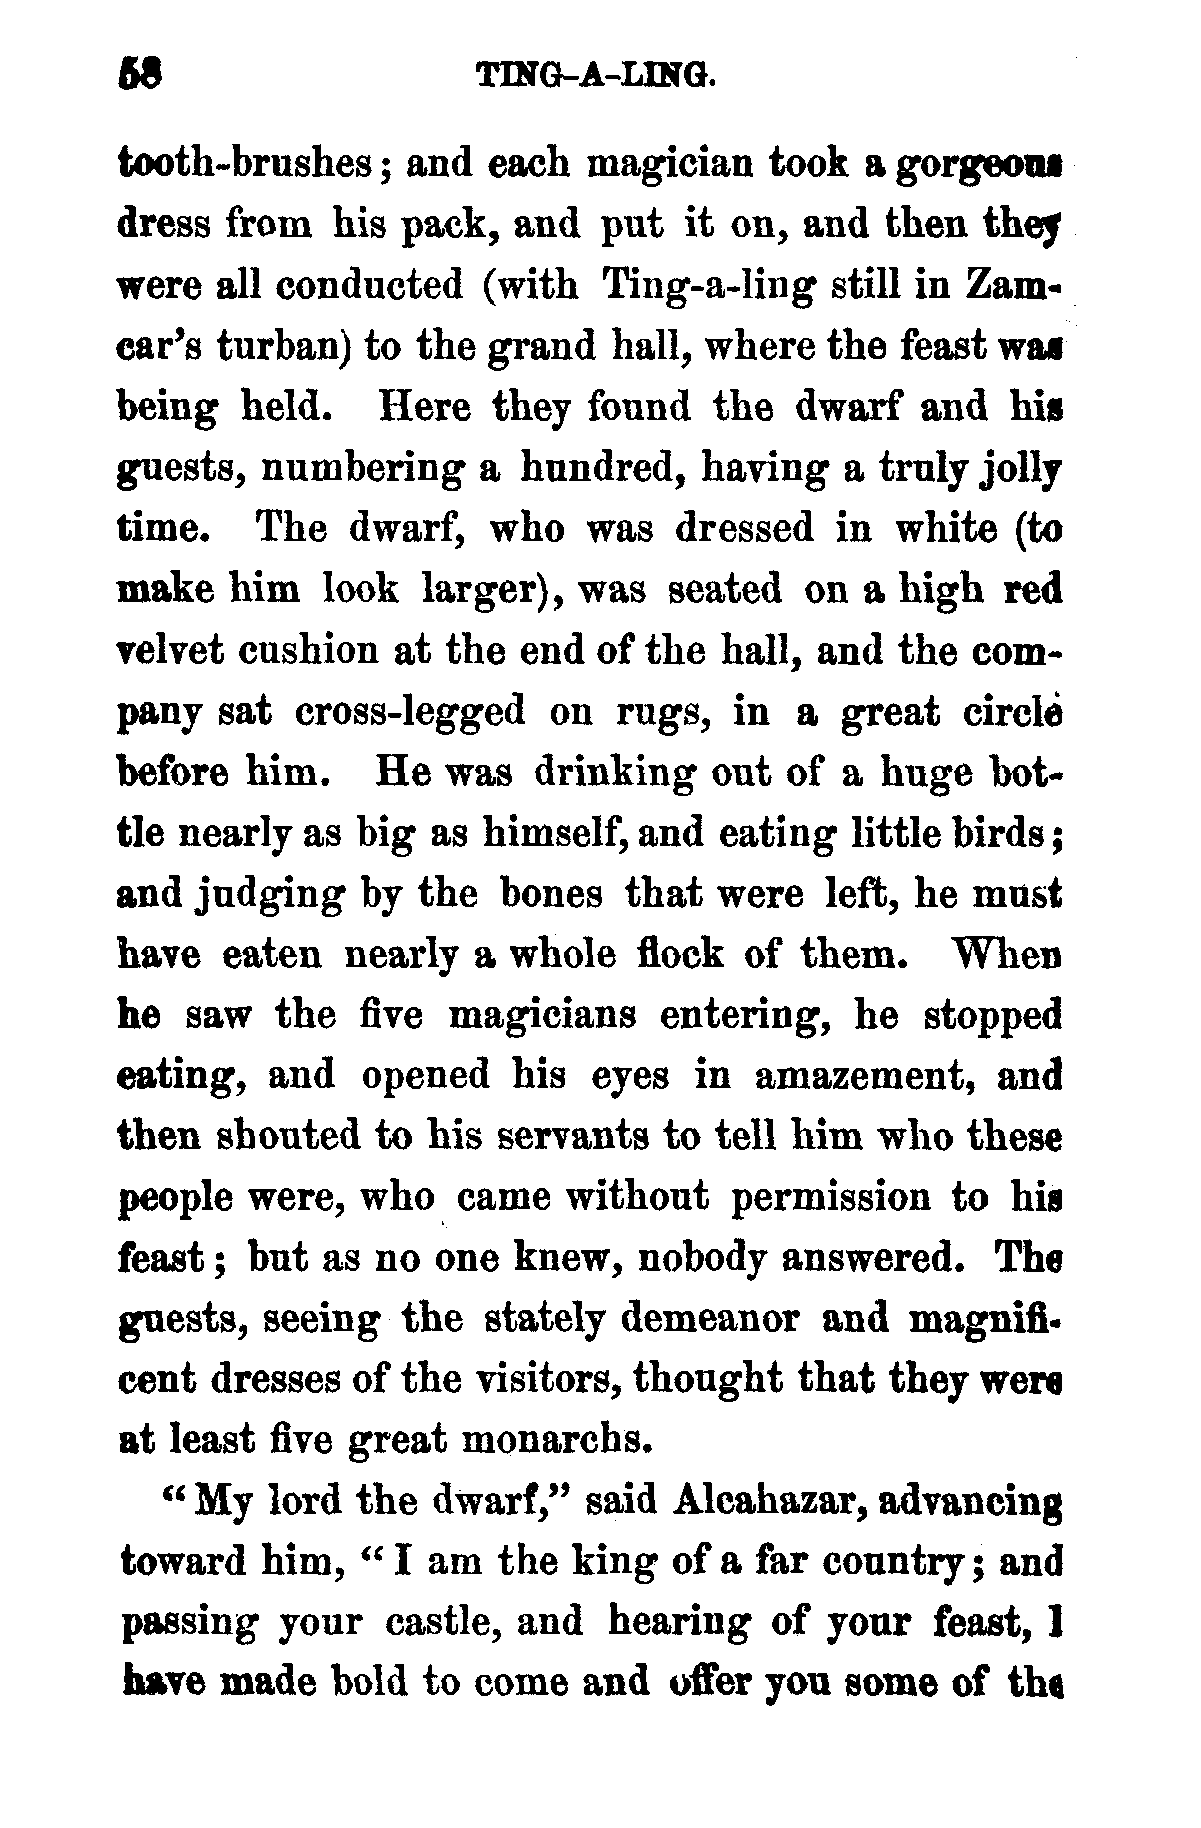 58 TING-A-LING.
tooth-brushes; and each magician took a gorgeous
dress from his pack, and put it on, and then they
were all conducted (with Ting-a-ling still in Zam-
car's turban) to the grand hall, where the feast was
being held. Here they found the dwarf and his
guests, numbering a hundred, having a truly jolly
time. The dwarf, who was dressed in white (to
make him look larger), was seated on a high red
velvet cushion at the end of the hall, and the com-
pany sat cross-legged on rugs, in a great circle
before him. He was drinking out of a huge bot-
tle nearly as big as himself, and eating little birds;
and judging by the bones that were left, he must
have eaten nearly a whole flock of them. When
he saw the five magicians entering, he stopped
eating, and opened his eyes in amazement, and
then shouted to his servants to tell him who these
people were, who came without permission to his
feast; but as no one knew, nobody answered. The
guests, seeing the stately demeanor and magnifi-
cent dresses of the visitors, thought that they were
at least five great monarchs.
"My lord the dwarf," said Alcahazar, advancing
toward him, "I am the king of a far country; and
passing your castle, and hearing of your feast, I
have made bold to come and offer you some of the